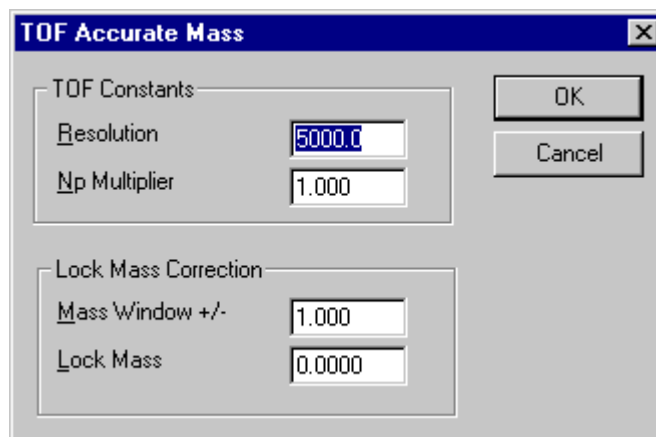 TOF Accurate Mass
TOF Constants
Resolution 5000.0
Np Multiplier 1.000
OK
Cancel
Lock Mass Correction
Mass Window +/- 1.000
Lock Mass 0.0000